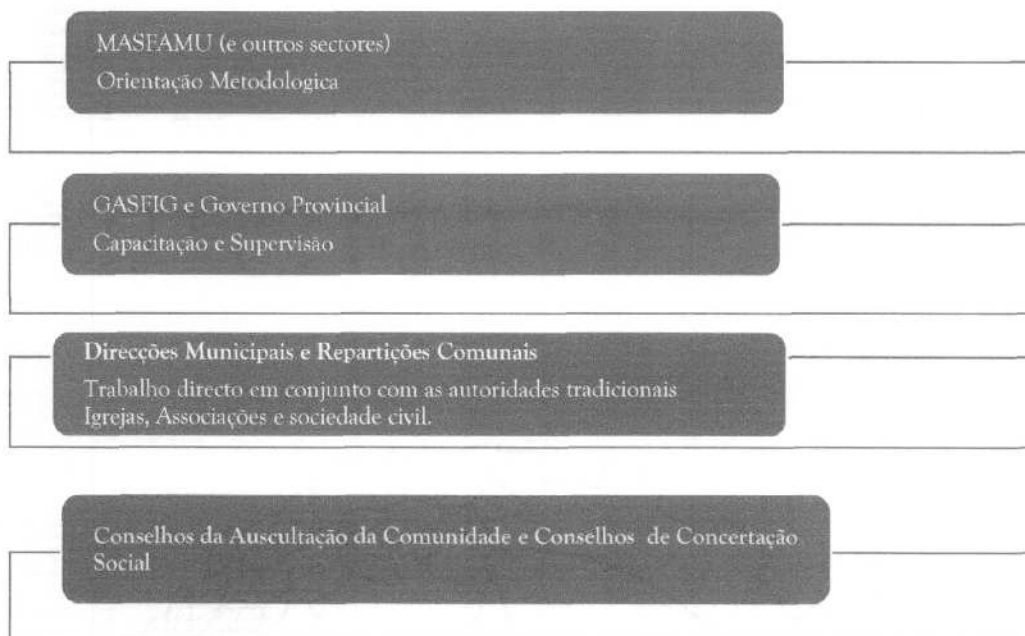 MASFAMU (e outros sectores)
Orientação Metodologica
GASFIG e Governo Provincial
Capacitação e Supervisão
Direcções Municipais e Repartições Comunais
Trabalho directo em conjunto com as autoridades tradicionais
Igrejas, Associações e sociedade civil.
Conselhos da Auscultação da Comunidade e Conselhos de Concertação
Social